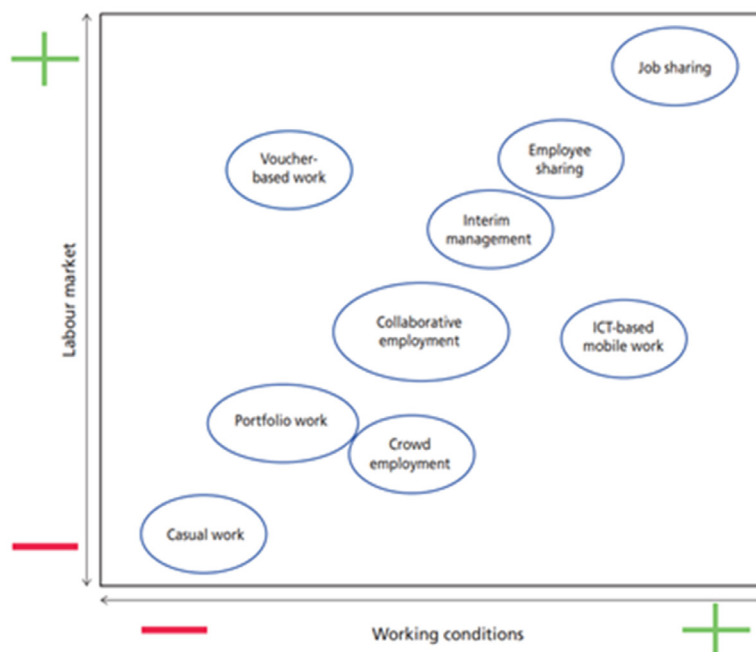 Job sharing
Employee
sharing
Voucher-
based work
Interim
management
Collaborative
employment
ICT-based
mobile work
Portfolio work
Crowd
employment
Casual work
Labour market
Working conditions